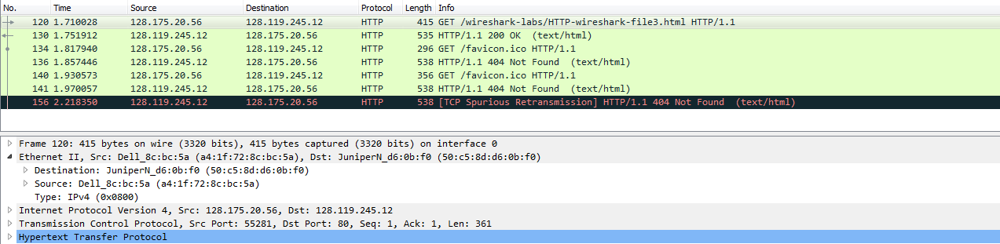 No. Time Source Destination Protocol Length Info
120 1.710028 128.175.20.56 128.119.245.12 HTTP 415 GET /wireshark-labs/HTTP-wireshark-file3.html HTTP/1.1
130 1.751912 128.119.245.12 128.175.20.56 HTTP 535 HTTP/1.1 200 OK  (text/html)
134 1.817940 128.175.20.56 128.119.245.12 HTTP 296 GET /favicon.ico HTTP/1.1
136 1.857446 128.119.245.12 128.175.20.56 HTTP 538 HTTP/1.1 404 Not Found  (text/html)
140 1.930573 128.175.20.56 128.119.245.12 HTTP 356 GET /favicon.ico HTTP/1.1
141 1.970057 128.119.245.12 128.175.20.56 HTTP 538 HTTP/1.1 404 Not Found  (text/html)
156 2.218350 128.119.245.12 128.175.20.56 HTTP 538 [TCP Spurious Retransmission] HTTP/1.1 404 Not Found  (text/html)
Frame 120: 415 bytes on wire (3320 bits), 415 bytes captured (3320 bits) on interface 0
Ethernet II, Src: Dell_8c:bc:5a (a4:1f:72:8c:bc:5a), Dst: JuniperN_d6:0b:f0 (50:c5:8d:d6:0b:f0)
Destination: JuniperN_d6:0b:f0 (50:c5:8d:d6:0b:f0)
Source: Dell_8c:bc:5a (a4:1f:72:8c:bc:5a)
Type: IPv4 (0x0800)
Internet Protocol Version 4, Src: 128.175.20.56, Dst: 128.119.245.12
Transmission Control Protocol, Src Port: 55281, Dst Port: 80, Seq: 1, Ack: 1, Len: 361
Hypertext Transfer Protocol